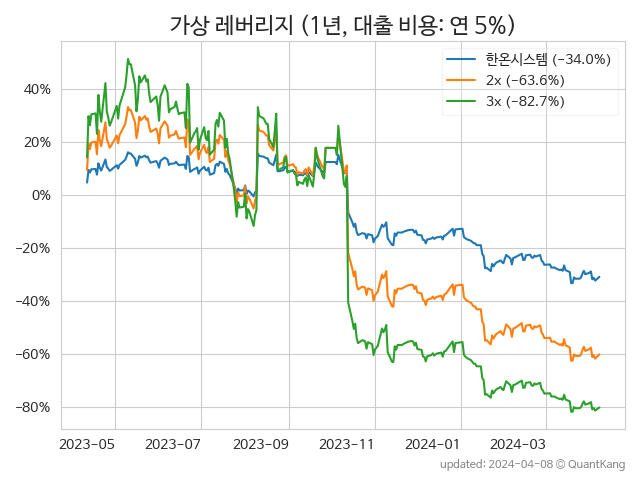 가상 레버리지 (1년, 대출 비용: 연 5%)
한온시스템 (−34.0%)
2x (−63.6%)
3x (−82.7%)
40%
20%
0%
−20%
−40%
−60%
−80%
2023-05 2023-07 2023-09 2023-11 2024-01 2024-03
updated: 2024-04-08 © QuantKang